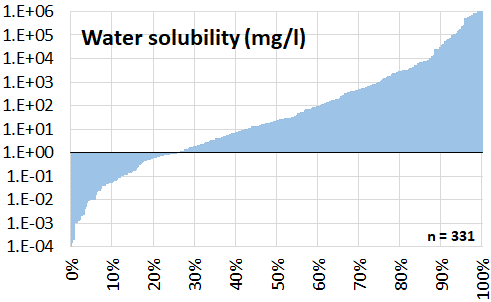 Water solubility (mg/l)
1.E+06
1.E+05
1.E+04
1.E+03
1.E+02
1.E+01
1.E+00
1.E-01
1.E-02
1.E-03
1.E-04
n = 331
0%
10%
20%
30%
40%
50%
60%
70%
80%
90%
100%